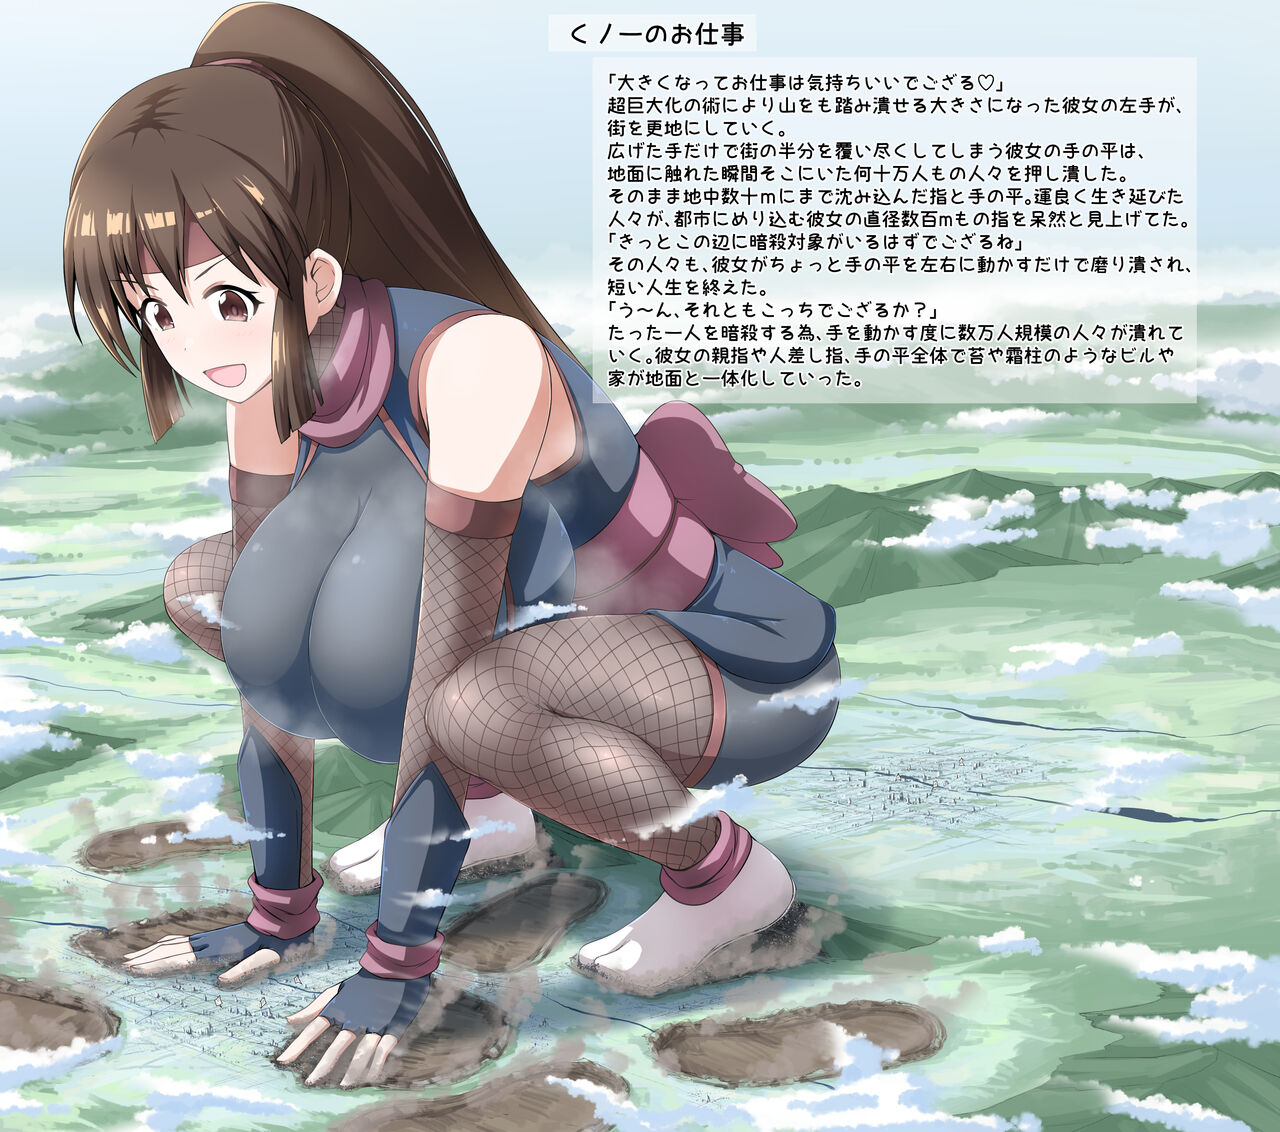 くノ一のお仕事
「大きくなってお仕事は気持ちいいでござる♡」
超巨大化の術により山をも踏み潰せる大きさになった彼女の左手が、
街を更地にしていく。
広げた手だけで街の半分を覆い尽くしてしまう彼女の手の平は、
地面に触れた瞬間そこにいた何十万人もの人々を押し潰した。
そのまま地中数十mにまで沈み込んだ指と手の平。運良く生き延びた
人々が、都市にめり込む彼女の直径数百mもの指を呆然と見上げてた。
「きっとこの辺に暗殺対象がいるはずでござるね」
その人々も、彼女がちょっと手の平を左右に動かすだけで磨り潰され、
短い人生を終えた。
「う～ん、それともこっちでござるか？」
たった一人を暗殺する為、手を動かす度に数万人規模の人々が潰れて
いく。彼女の親指や人差し指、手の平全体で苔や霜柱のようなビルや
家が地面と一体化していった。